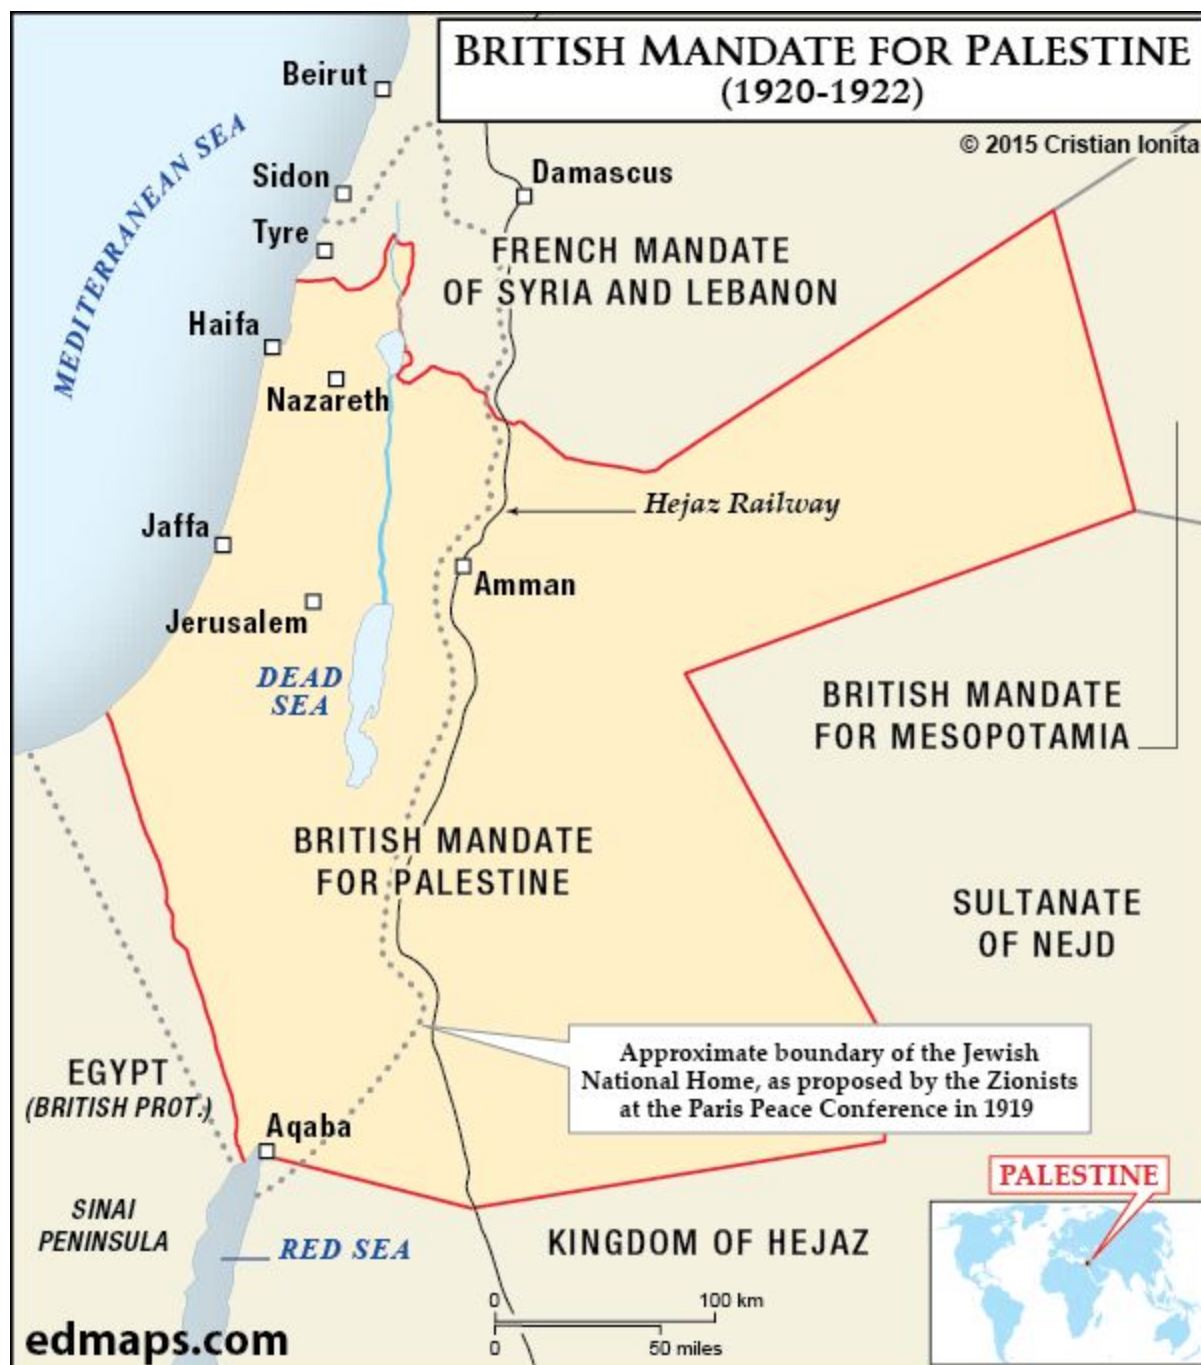 BRITISH MANDATE FOR PALESTINE
(1920-1922)
© 2015 Cristian Ionita
Beirut
MEDITERRANEAN SEA
Sidon
Damascus
Tyre
FRENCH MANDATE
OF SYRIA AND LEBANON
Haifa
Nazareth
Hejaz Railway
Jaffa
Amman
Jerusalem
DEAD
SEA
BRITISH MANDATE
FOR MESOPOTAMIA
BRITISH MANDATE
FOR PALESTINE
SULTANATE
OF NEJD
Approximate boundary of the Jewish
National Home, as proposed by the Zionists
at the Paris Peace Conference in 1919
EGYPT
(BRITISH PROT.)
Aqaba
PALESTINE
SINAI
PENINSULA
RED SEA
KINGDOM OF HEJAZ
0 100 km
0 50 miles
edmaps.com